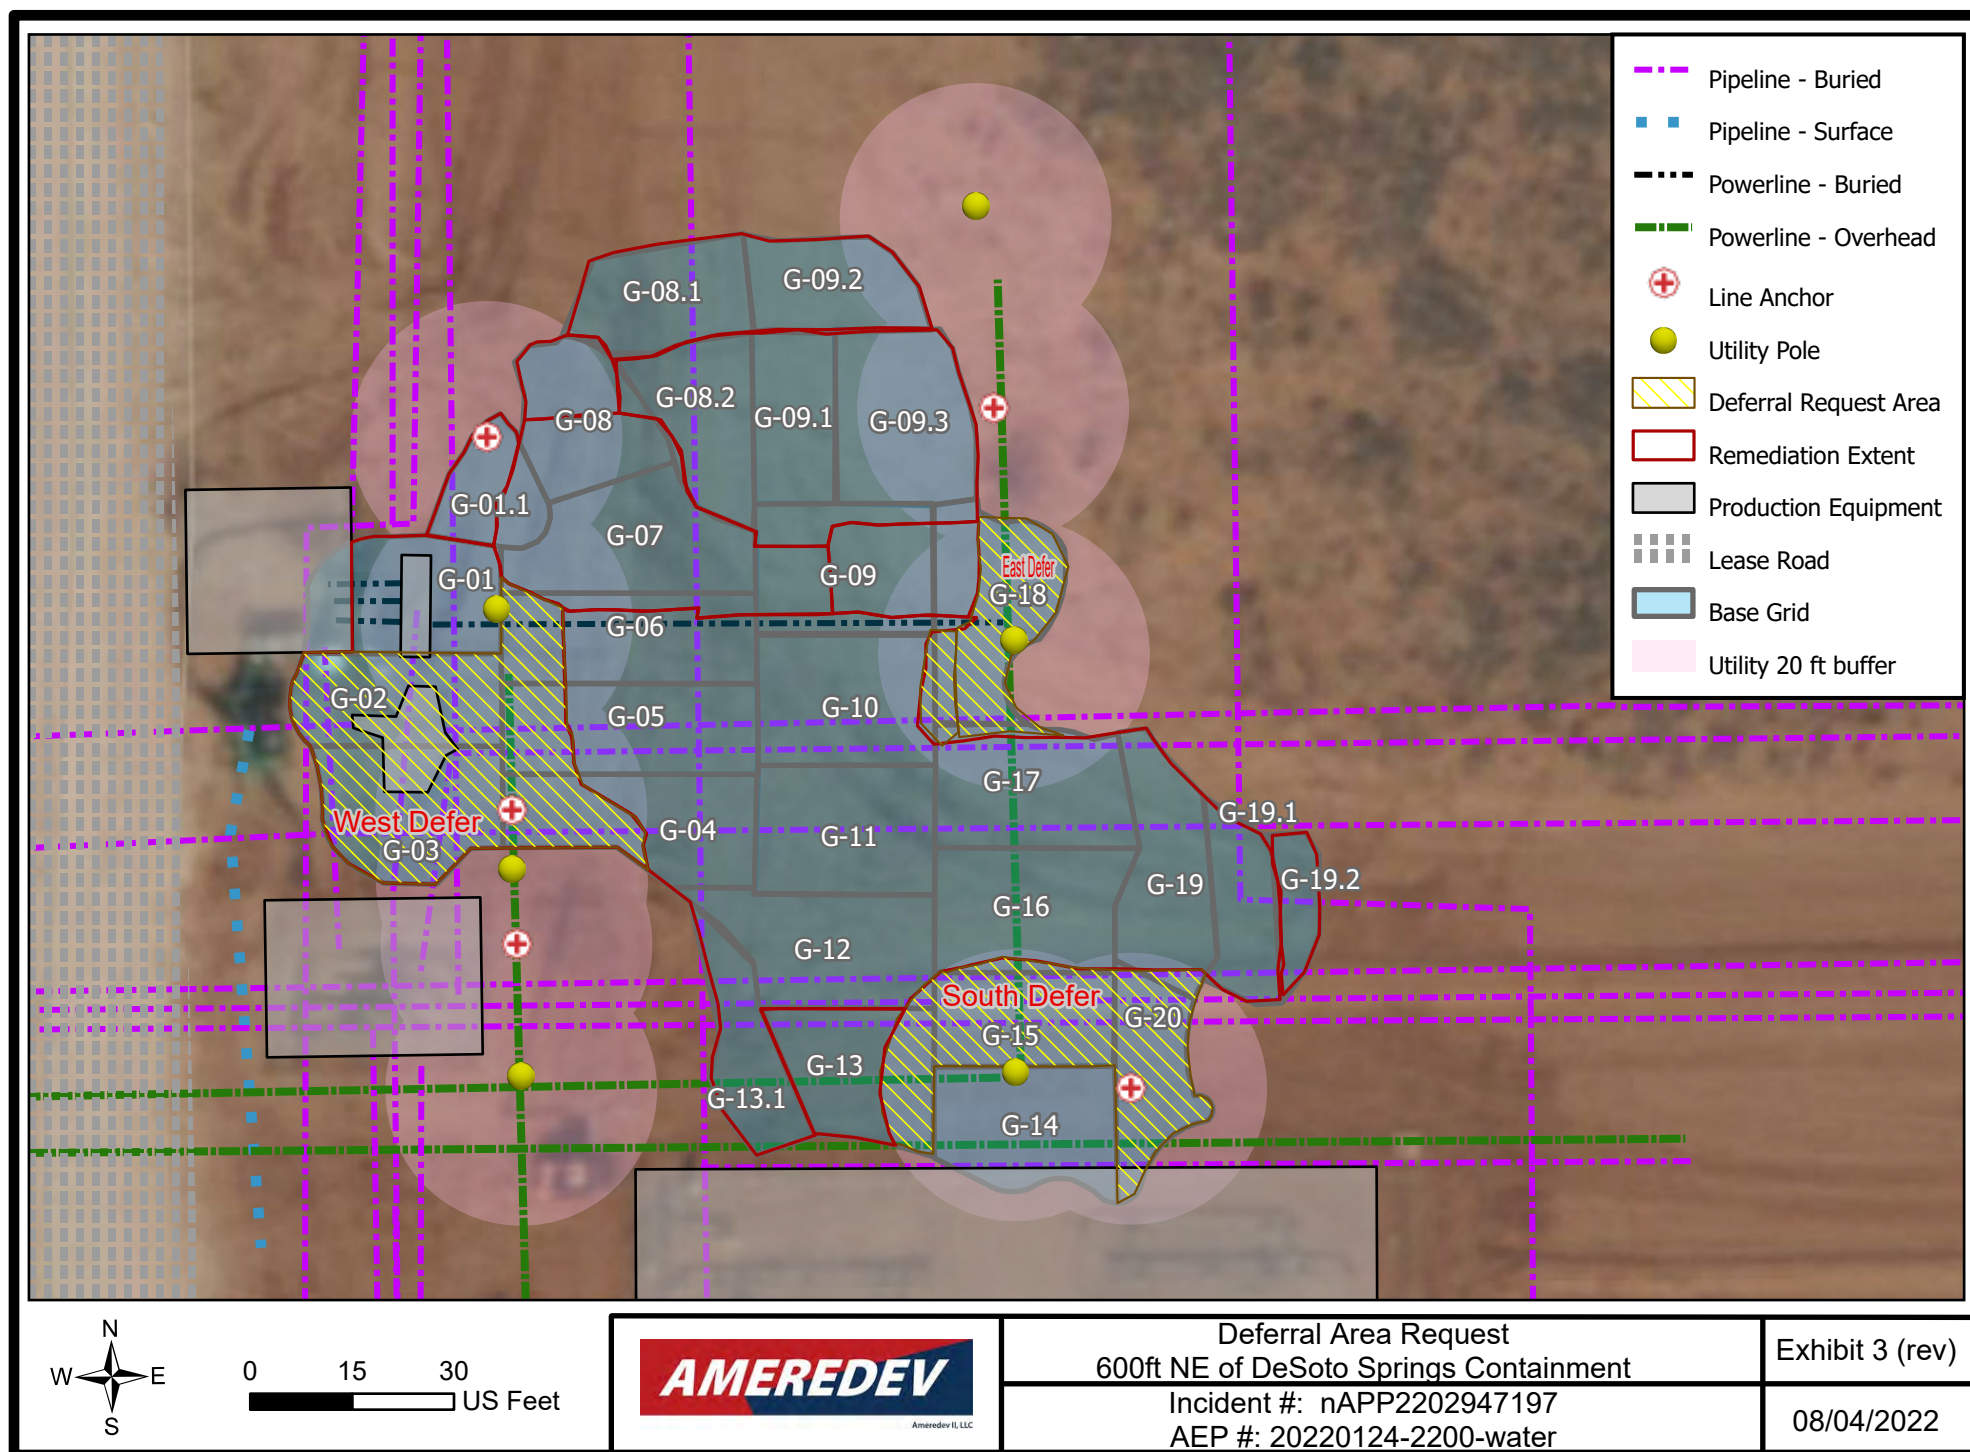 Pipeline - Buried
Pipeline - Surface
Powerline - Buried
Powerline - Overhead
Line Anchor
Utility Pole
Deferral Request Area
Remediation Extent
Production Equipment
Lease Road
Base Grid
Utility 20 ft buffer
G-08.1
G-09.2
G-08
G-08.2
G-09.1
G-09.3
G-01.1
G-07
G-01
G-09
East Defer
G-18
G-06
G-02
G-05
G-10
G-17
G-19.1
West Defer
G-03
G-04
G-11
G-19
G-19.2
G-16
G-12
South Defer
G-15
G-20
G-13
G-13.1
G-14
N
W
E
S
0 15 30
US Feet
AMEREDEV
Ameredev II, LLC
Deferral Area Request
600ft NE of DeSoto Springs Containment
Incident #: nAPP2202947197
AEP #: 20220124-2200-water
Exhibit 3 (rev)
08/04/2022